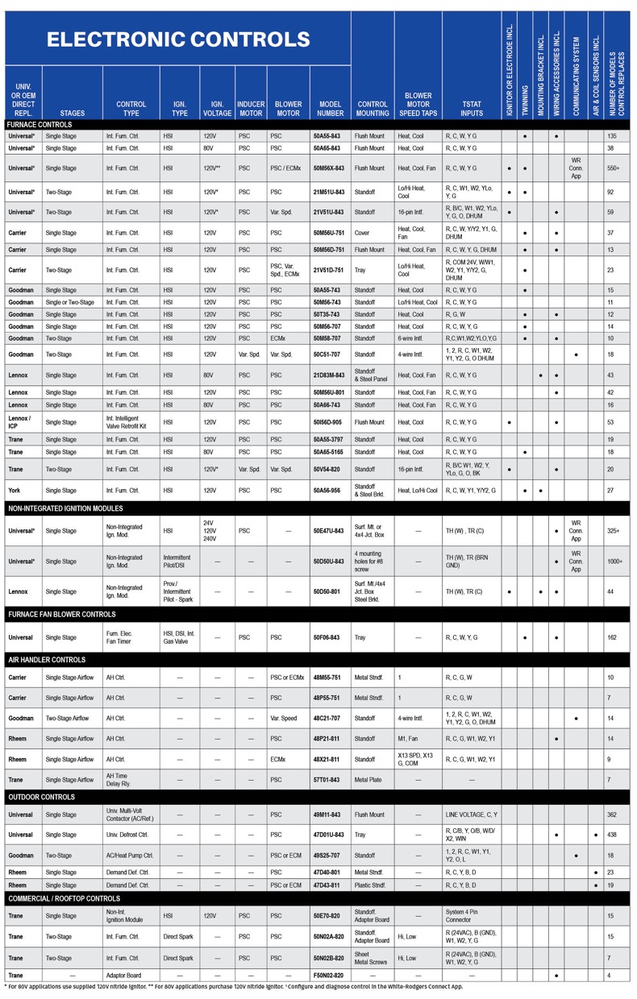 ELECTRONIC CONTROLS
UNIV. OR OEM DIRECT REPL. STAGES CONTROL TYPE IGN. TYPE IGN. VOLTAGE INDUCER MOTOR BLOWER MOTOR MODEL NUMBER CONTROL MOUNTING BLOWER MOTOR SPEED TAPS TSTAT INPUTS IGNITOR OR ELECTRODE INCL. TWINNING MOUNTING BRACKET INCL. WIRING ACCESSORIES INCL. COMMUNICATING SYSTEM AIR & COIL SENSORS INCL. NUMBER OF MODELS CONTROL REPLACES
FURNACE CONTROLS
Universal* Single Stage Int. Furn. Ctrl. HSI 120V PSC PSC 50A55-843 Flush Mount Heat, Cool R, C, W, Y G ● ● 135
Universal* Single Stage Int. Furn. Ctrl. HSI 80V PSC PSC 50A65-843 Flush Mount Heat, Cool R, C, W, Y G 38
Universal* Single Stage Int. Furn. Ctrl. HSI 120V** PSC PSC / ECMx 50M56X-843 Flush Mount Heat, Cool, Fan R, C, W, Y G ● ● WR Conn. App 550+
Universal* Two-Stage Int. Furn. Ctrl. HSI 120V* PSC PSC 21M51U-843 Standoff Lo/Hi Heat, Cool R, C, W1, W2, YLo, Y, G ● ● 92
Universal* Two-Stage Int. Furn. Ctrl. HSI 120V* PSC Var. Spd. 21V51U-843 Standoff 16-pin Intf. R, B/C, W1, W2, YLo, Y, G, O, DHUM ● ● 59
Carrier Single Stage Int. Furn. Ctrl. HSI 120V PSC PSC 50M56U-751 Cover Heat, Cool, Fan R, C, W, Y/Y2, Y1, G, DHUM ● ● 37
Carrier Single Stage Int. Furn. Ctrl. HSI 120V PSC PSC 50M56D-751 Flush Mount Heat, Cool, Fan R, C, W, Y, G, DHUM ● ● 13
Carrier Two-Stage Int. Furn. Ctrl. HSI 120V PSC PSC, Var. Spd., ECMx 21V51D-751 Tray Lo/Hi Heat, Cool R, COM 24V, W/W1, W2, Y1, Y/Y2, G, DHUM ● 23
Goodman Single Stage Int. Furn. Ctrl. HSI 120V PSC PSC 50A55-743 Standoff Heat, Cool R, C, W, Y G ● 15
Goodman Single or Two-Stage Int. Furn. Ctrl. HSI 120V PSC PSC 50M56-743 Standoff Lo/Hi Heat, Cool R, C, W, Y G 11
Goodman Single Stage Int. Furn. Ctrl. HSI 120V PSC PSC 50T35-743 Standoff Heat, Cool R, G, W ● ● 12
Goodman Single Stage Int. Furn. Ctrl. HSI 120V PSC PSC 50M56-707 Standoff Heat, Cool R, C, W, Y, G ● 14
Goodman Two-Stage Int. Furn. Ctrl. HSI 120V PSC ECMx 50M58-707 Standoff 6-wire Intf. R,C,W1,W2,YLO,Y,G ● ● 10
Goodman Two-Stage Int. Furn. Ctrl. HSI 120V Var. Spd. Var. Spd. 50C51-707 Standoff 4-wire Intf. 1, 2, R, C, W1, W2, Y1, Y2, G, O DHUM ● 18
Lennox Single Stage Int. Furn. Ctrl. HSI 80V PSC PSC 21D83M-843 Standoff & Steel Panel Heat, Cool, Fan R, C, W, Y G ● ● 43
Lennox Single Stage Int. Furn. Ctrl. HSI 120V PSC PSC 50M56U-801 Standoff Heat, Cool, Fan R, C, W, Y G ● 42
Lennox Single Stage Int. Furn. Ctrl. HSI 80V PSC PSC 50A66-743 Standoff Heat, Cool, Fan R, C, W, Y G 16
Lennox / ICP Single Stage Int. Intelligent Valve Retrofit Kit HSI 120V PSC PSC 50I56D-905 Flush Mount Heat, Cool R, C, W, Y G ● ● 53
Trane Single Stage Int. Furn. Ctrl. HSI 120V PSC PSC 50A55-3797 Standoff Heat, Cool R, C, W, Y G 19
Trane Single Stage Int. Furn. Ctrl. HSI 80V PSC PSC 50A65-5165 Standoff Heat, Cool R, C, W, Y G ● 18
Trane Two-Stage Int. Furn. Ctrl. HSI 120V* Var. Spd. Var. Spd. 50V54-820 Standoff 16-pin Intf. R, B/C W1, W2, Y, YLo, G, O, BK ● ● 20
York Single Stage Int. Furn. Ctrl. HSI 120V PSC PSC 50A56-956 Standoff & Steel Brkt. Heat, Lo/Hi Cool R, C, W, Y1, Y/Y2, G ● ● 27
NON-INTEGRATED IGNITION MODULES
Universal* Single Stage Non-Integrated Ign. Mod. HSI 24V 120V 240V PSC — 50E47U-843 Surf. Mt. or 4x4 Jct. Box — TH (W) , TR (C) ● WR Conn. App 325+
Universal* Single Stage Non-Integrated Ign. Mod. Intermittent Pilot/DSI — — — 50D50U-843 4 mounting holes for #8 screw — TH (W), TR (BRN GND) ● WR Conn. App 1000+
Lennox Single Stage Non-Integrated Ign. Mod. Prov./ Intermittent Pilot - Spark — — — 50D50-801 Surf. Mt./4x4 Jct. Box Steel Brkt. — TH (W), TR (C) ● ● ● 44
FURNACE FAN BLOWER CONTROLS
Universal Single Stage Furn. Elec. Fan Timer HSI, DSI, Int. Gas Valve — PSC PSC 50F06-843 Tray — R, C, W, Y, G ● ● 162
AIR HANDLER CONTROLS
Carrier Single Stage Airflow AH Ctrl. — — — PSC or ECMx 48M55-751 Metal Stndf. 1 R, C, G, W 10
Carrier Single Stage Airflow AH Ctrl. — — — PSC 48P55-751 Metal Stndf. 1 R, C, G, W 7
Goodman Two-Stage Airflow AH Ctrl. — — — Var. Speed 48C21-707 Standoff 4-wire Intf. 1, 2, R, C, W1, W2, Y1, Y2, G, O, DHUM ● 14
Rheem Single Stage Airflow AH Ctrl. — — — PSC 48P21-811 Standoff M1, Fan R, C, G, W1, W2, Y1 ● 14
Rheem Single Stage Airflow AH Ctrl. — — — ECMx 48X21-811 Standoff X13 SPD, X13 G, COM R, C, G, W1, W2, Y1 9
Trane Single Stage Airflow AH Time Delay Rly. — — — PSC 57T01-843 Metal Plate — — 7
OUTDOOR CONTROLS
Universal Single Stage Univ. Multi-Volt Contactor (AC/Ref.) — — — PSC 49M11-843 Flush Mount — LINE VOLTAGE, C, Y 362
Universal Single Stage Univ. Defrost Ctrl. — — — PSC 47D01U-843 Tray — R, C/B, Y, O/B, W/D/ X2, WIN ● ● 438
Goodman Two-Stage AC/Heat Pump Ctrl. — — — PSC or ECM 49S25-707 Standoff — 1, 2, R, C, W1, Y1, Y2, O, L ● 18
Rheem Single Stage Demand Def. Ctrl. — — — PSC 47D40-801 Metal Stndf. — R, C, Y, B, D ● 23
Rheem Single Stage Demand Def. Ctrl. — — — PSC or ECM 47D43-811 Plastic Stndf. — R, C, Y, B, D ● 19
COMMERCIAL / ROOFTOP CONTROLS
Trane Single Stage Non-Int. Ignition Module HSI 120V PSC PSC 50E70-820 Standoff. Adapter Board — System 4 Pin Connector 15
Trane Two-Stage Int. Furn. Ctrl. Direct Spark — PSC PSC 50N02A-820 Standoff. Adapter Board Hi, Low R (24VAC), B (GND), W1, W2, Y, G 15
Trane Two-Stage Int. Furn. Ctrl. Direct Spark — PSC PSC 50N02B-820 Sheet Metal Screws Hi, Low R (24VAC), B (GND), W1, W2, Y, G 7
Trane — Adaptor Board — — — — F50N02-820 — — — ● 4
* For 80V applications use supplied 120V nitride ignitor. ** For 80V applications purchase 120V nitride ignitor. ¹ Configure and diagnose control in the White-Rodgers Connect App.